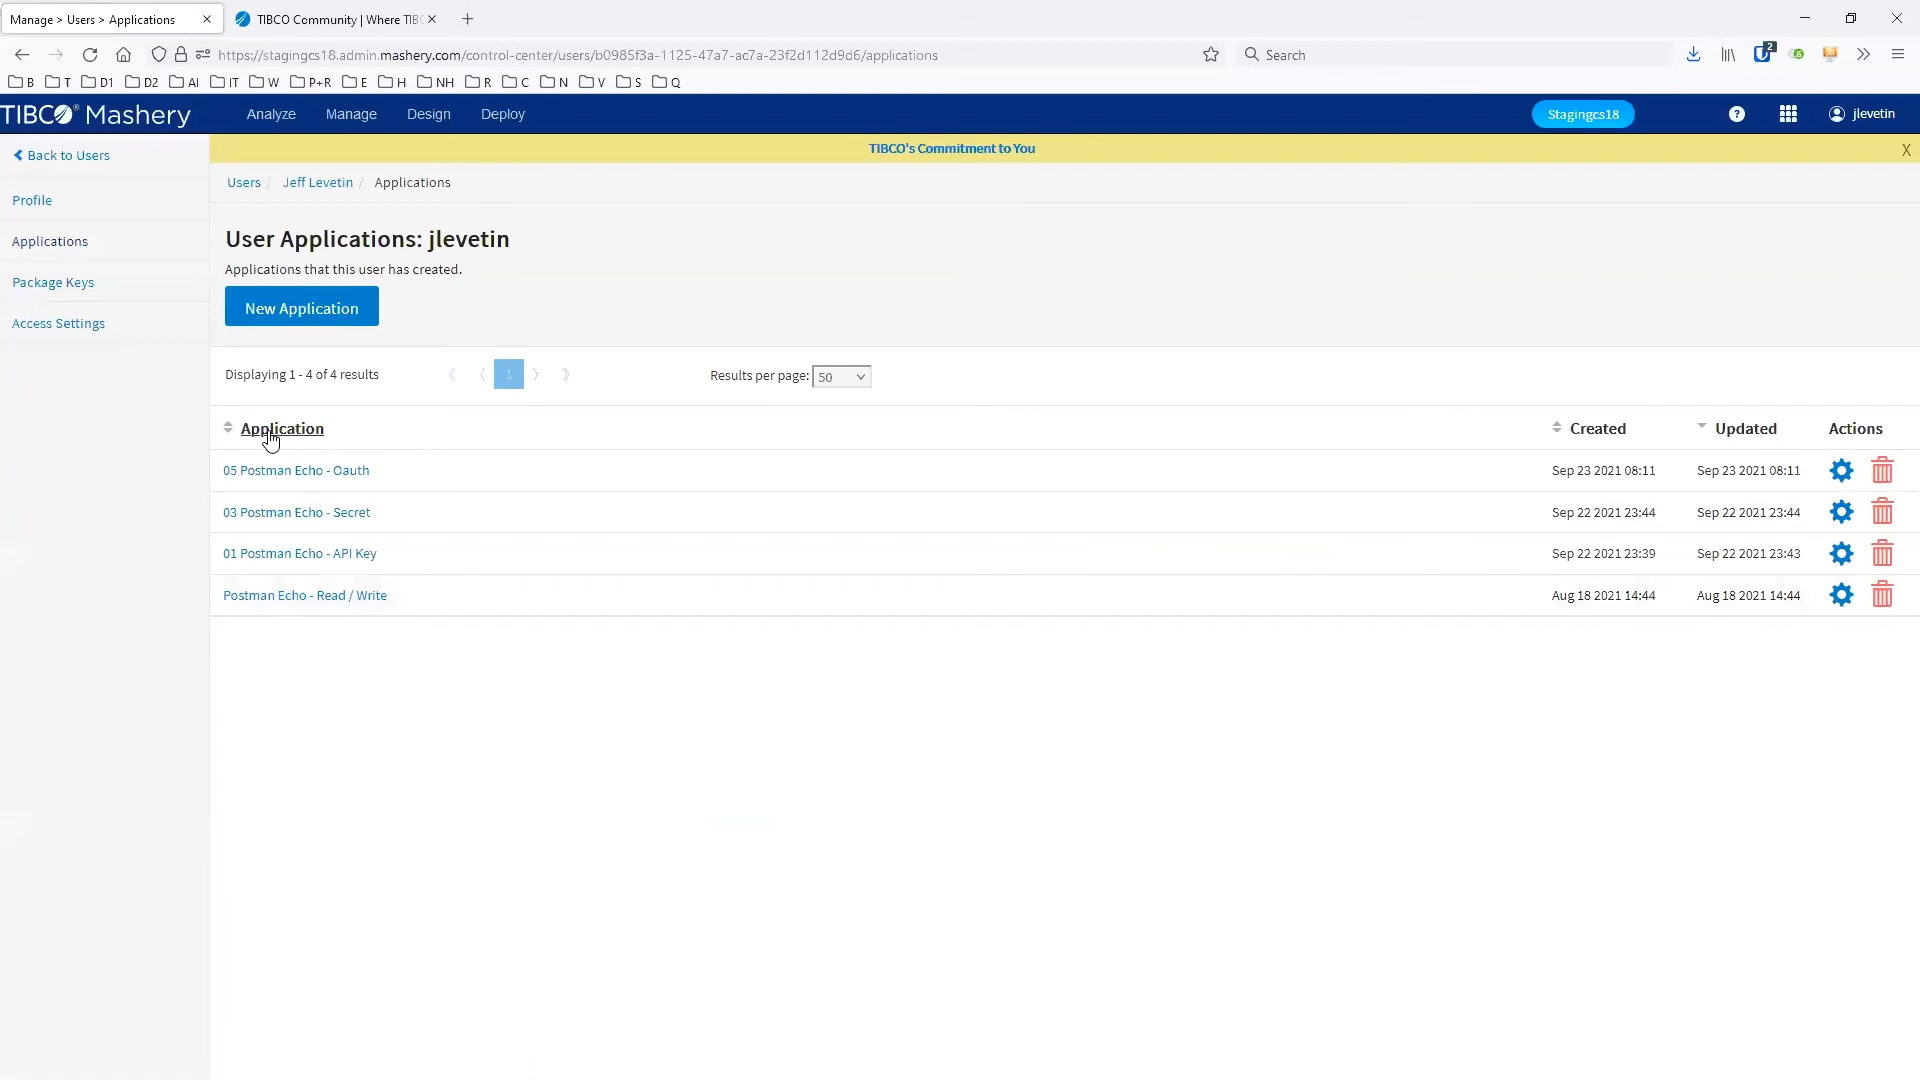 Manage > Users > Applications
TIBCO Community | Where TIBC
https://stagingcs18.admin.mashery.com/control-center/users/b0985f3a-1125-47a7-ac7a-23f2d112d9d6/applications
Search
2
B T D1 D2 AI IT W P+R E H NH R C N V S Q
TIBCO® Mashery
Analyze Manage Design Deploy
Stagingcs18
?
jlevetin
Back to Users
TIBCO's Commitment to You
X
Users / Jeff Levetin / Applications
Profile
Applications
Package Keys
Access Settings
User Applications: jlevetin
Applications that this user has created.
New Application
Displaying 1 - 4 of 4 results
1
Results per page: 50
Application Created Updated Actions
05 Postman Echo - Oauth Sep 23 2021 08:11 Sep 23 2021 08:11
03 Postman Echo - Secret Sep 22 2021 23:44 Sep 22 2021 23:44
01 Postman Echo - API Key Sep 22 2021 23:39 Sep 22 2021 23:43
Postman Echo - Read / Write Aug 18 2021 14:44 Aug 18 2021 14:44